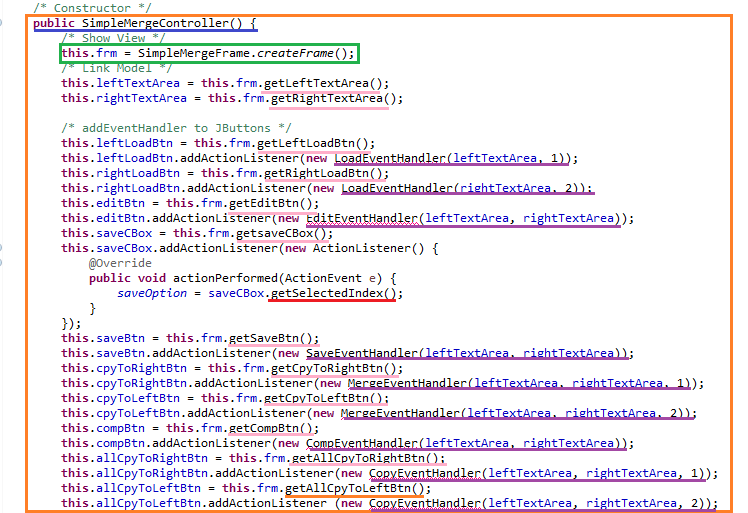 /* Constructor */
public SimpleMergeController() {
/* Show View */
this.frm = SimpleMergeFrame.createFrame();
/* Link Model */
this.leftTextArea = this.frm.getLeftTextArea();
this.rightTextArea = this.frm.getRightTextArea();
/* addEventHandler to JButtons */
this.leftLoadBtn = this.frm.getLeftLoadBtn();
this.leftLoadBtn.addActionListener(new LoadEventHandler(leftTextArea, 1));
this.rightLoadBtn = this.frm.getRightLoadBtn();
this.rightLoadBtn.addActionListener(new LoadEventHandler(rightTextArea, 2));
this.editBtn = this.frm.getEditBtn();
this.editBtn.addActionListener(new EditEventHandler(leftTextArea, rightTextArea));
this.saveCBox = this.frm.getsaveCBox();
this.saveCBox.addActionListener(new ActionListener() {
@Override
public void actionPerformed(ActionEvent e) {
saveOption = saveCBox.getSelectedIndex();
}
});
this.saveBtn = this.frm.getSaveBtn();
this.saveBtn.addActionListener(new SaveEventHandler(leftTextArea, rightTextArea));
this.cpyToRightBtn = this.frm.getCpyToRightBtn();
this.cpyToRightBtn.addActionListener(new MergeEventHandler(leftTextArea, rightTextArea, 1));
this.cpyToLeftBtn = this.frm.getCpyToLeftBtn();
this.cpyToLeftBtn.addActionListener(new MergeEventHandler(leftTextArea, rightTextArea, 2));
this.compBtn = this.frm.getCompBtn();
this.compBtn.addActionListener(new CompEventHandler(leftTextArea, rightTextArea));
this.allCpyToRightBtn = this.frm.getAllCpyToRightBtn();
this.allCpyToRightBtn.addActionListener(new CopyEventHandler(leftTextArea, rightTextArea, 1));
this.allCpyToLeftBtn = this.frm.getAllCpyToLeftBtn();
this.allCpyToLeftBtn.addActionListener (new CopyEventHandler(leftTextArea, rightTextArea, 2));